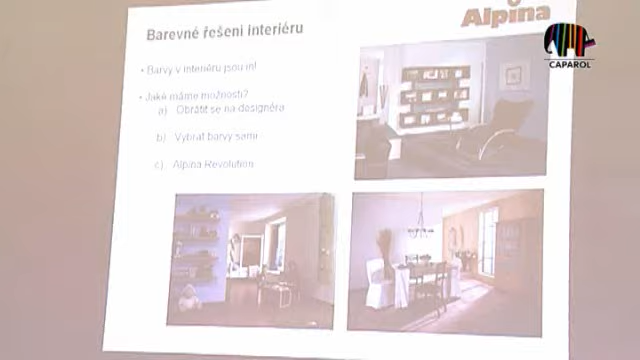 Barevné řešení interiéru
Alpina
CAPAROL
• Barvy v interiéru jsou in!
• Jaké máme možnosti?
a) Obrátit se na designéra
b) Vybrat barvy sami
c) Alpina Revolution